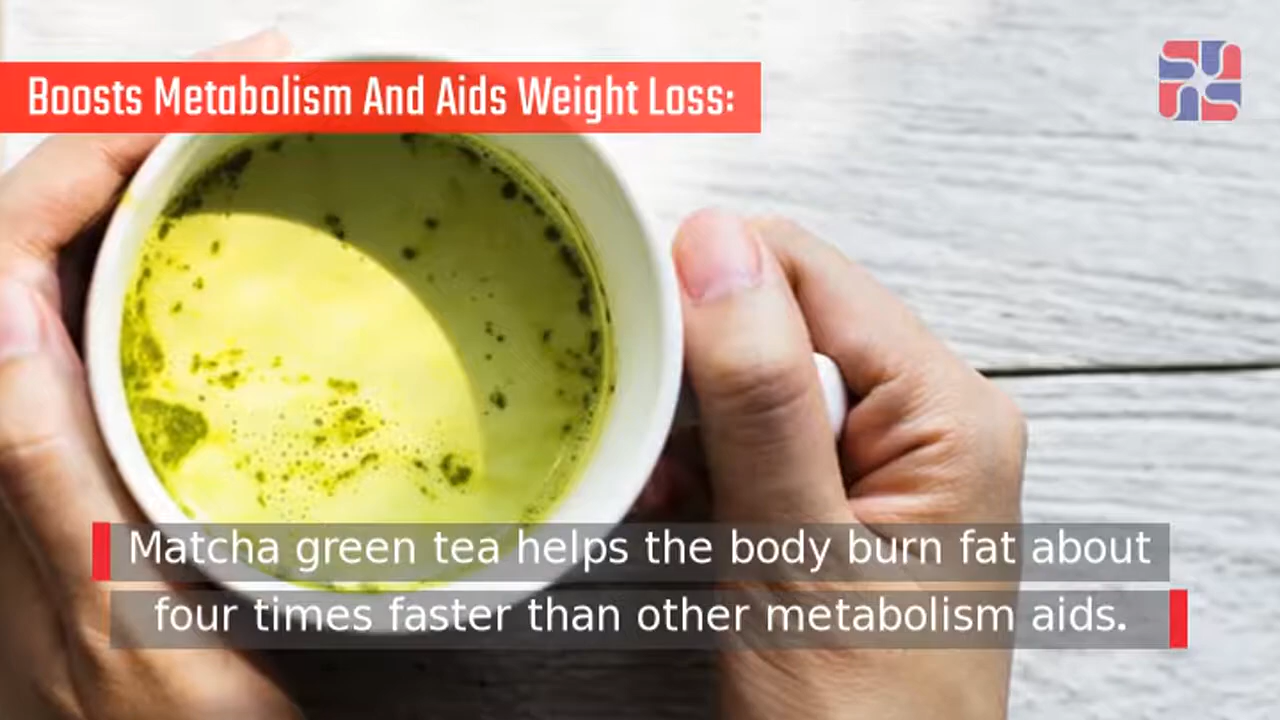 Boosts Metabolism And Aids Weight Loss:
Matcha green tea helps the body burn fat about
four times faster than other metabolism aids.